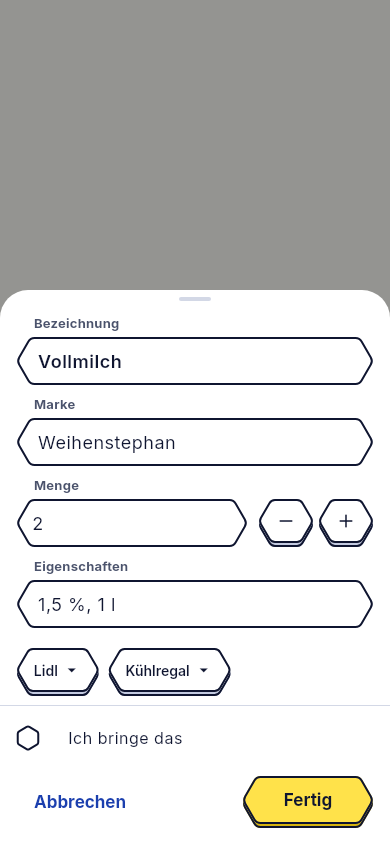 Bezeichnung
Vollmilch
Marke
Weihenstephan
Menge
2
Eigenschaften
1,5 %, 1 l
Lidl Kühlregal
Ich bringe das
Abbrechen Fertig